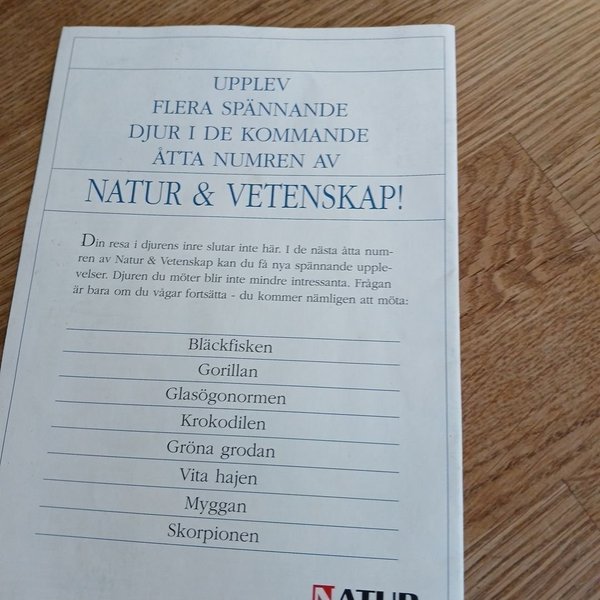 UPPLEV
FLERA SPÄNNANDE
DJUR I DE KOMMANDE
ÅTTA NUMREN AV
NATUR & VETENSKAP!
Din resa i djurens inre slutar inte här. I de nästa åtta num-
ren av Natur & Vetenskap kan du få nya spännande upple-
velser. Djuren du möter blir inte mindre intressanta. Frågan
är bara om du vågar fortsätta - du kommer nämligen att möta:
Bläckfisken
Gorillan
Glasögonormen
Krokodilen
Gröna grodan
Vita hajen
Myggan
Skorpionen
NATUR